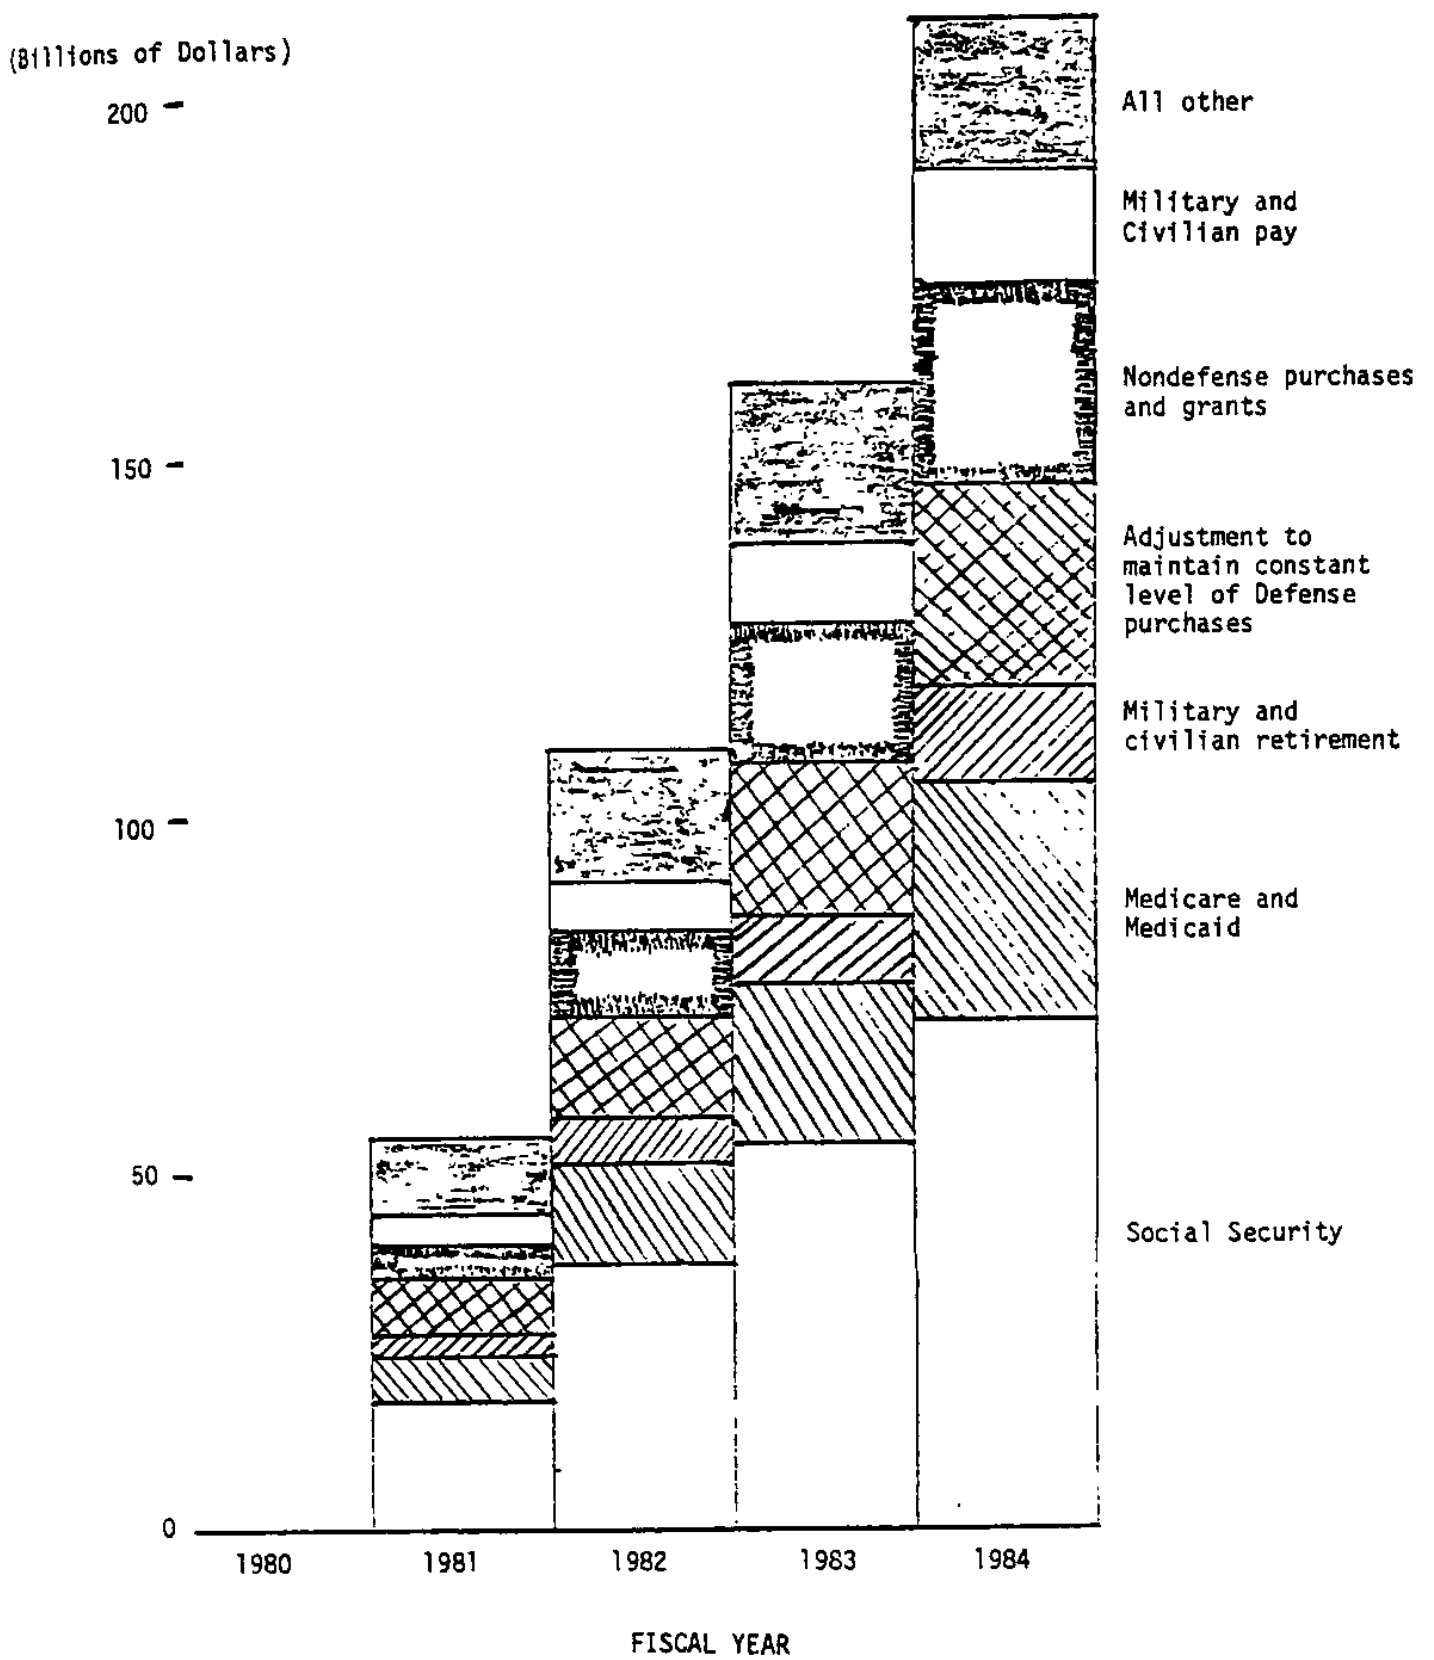 (Billions of Dollars)
200
All other
Military and
Civilian pay
Nondefense purchases
and grants
150
Adjustment to
maintain constant
level of Defense
purchases
Military and
civilian retirement
100
Medicare and
Medicaid
50
Social Security
0
1980 1981 1982 1983 1984
FISCAL YEAR